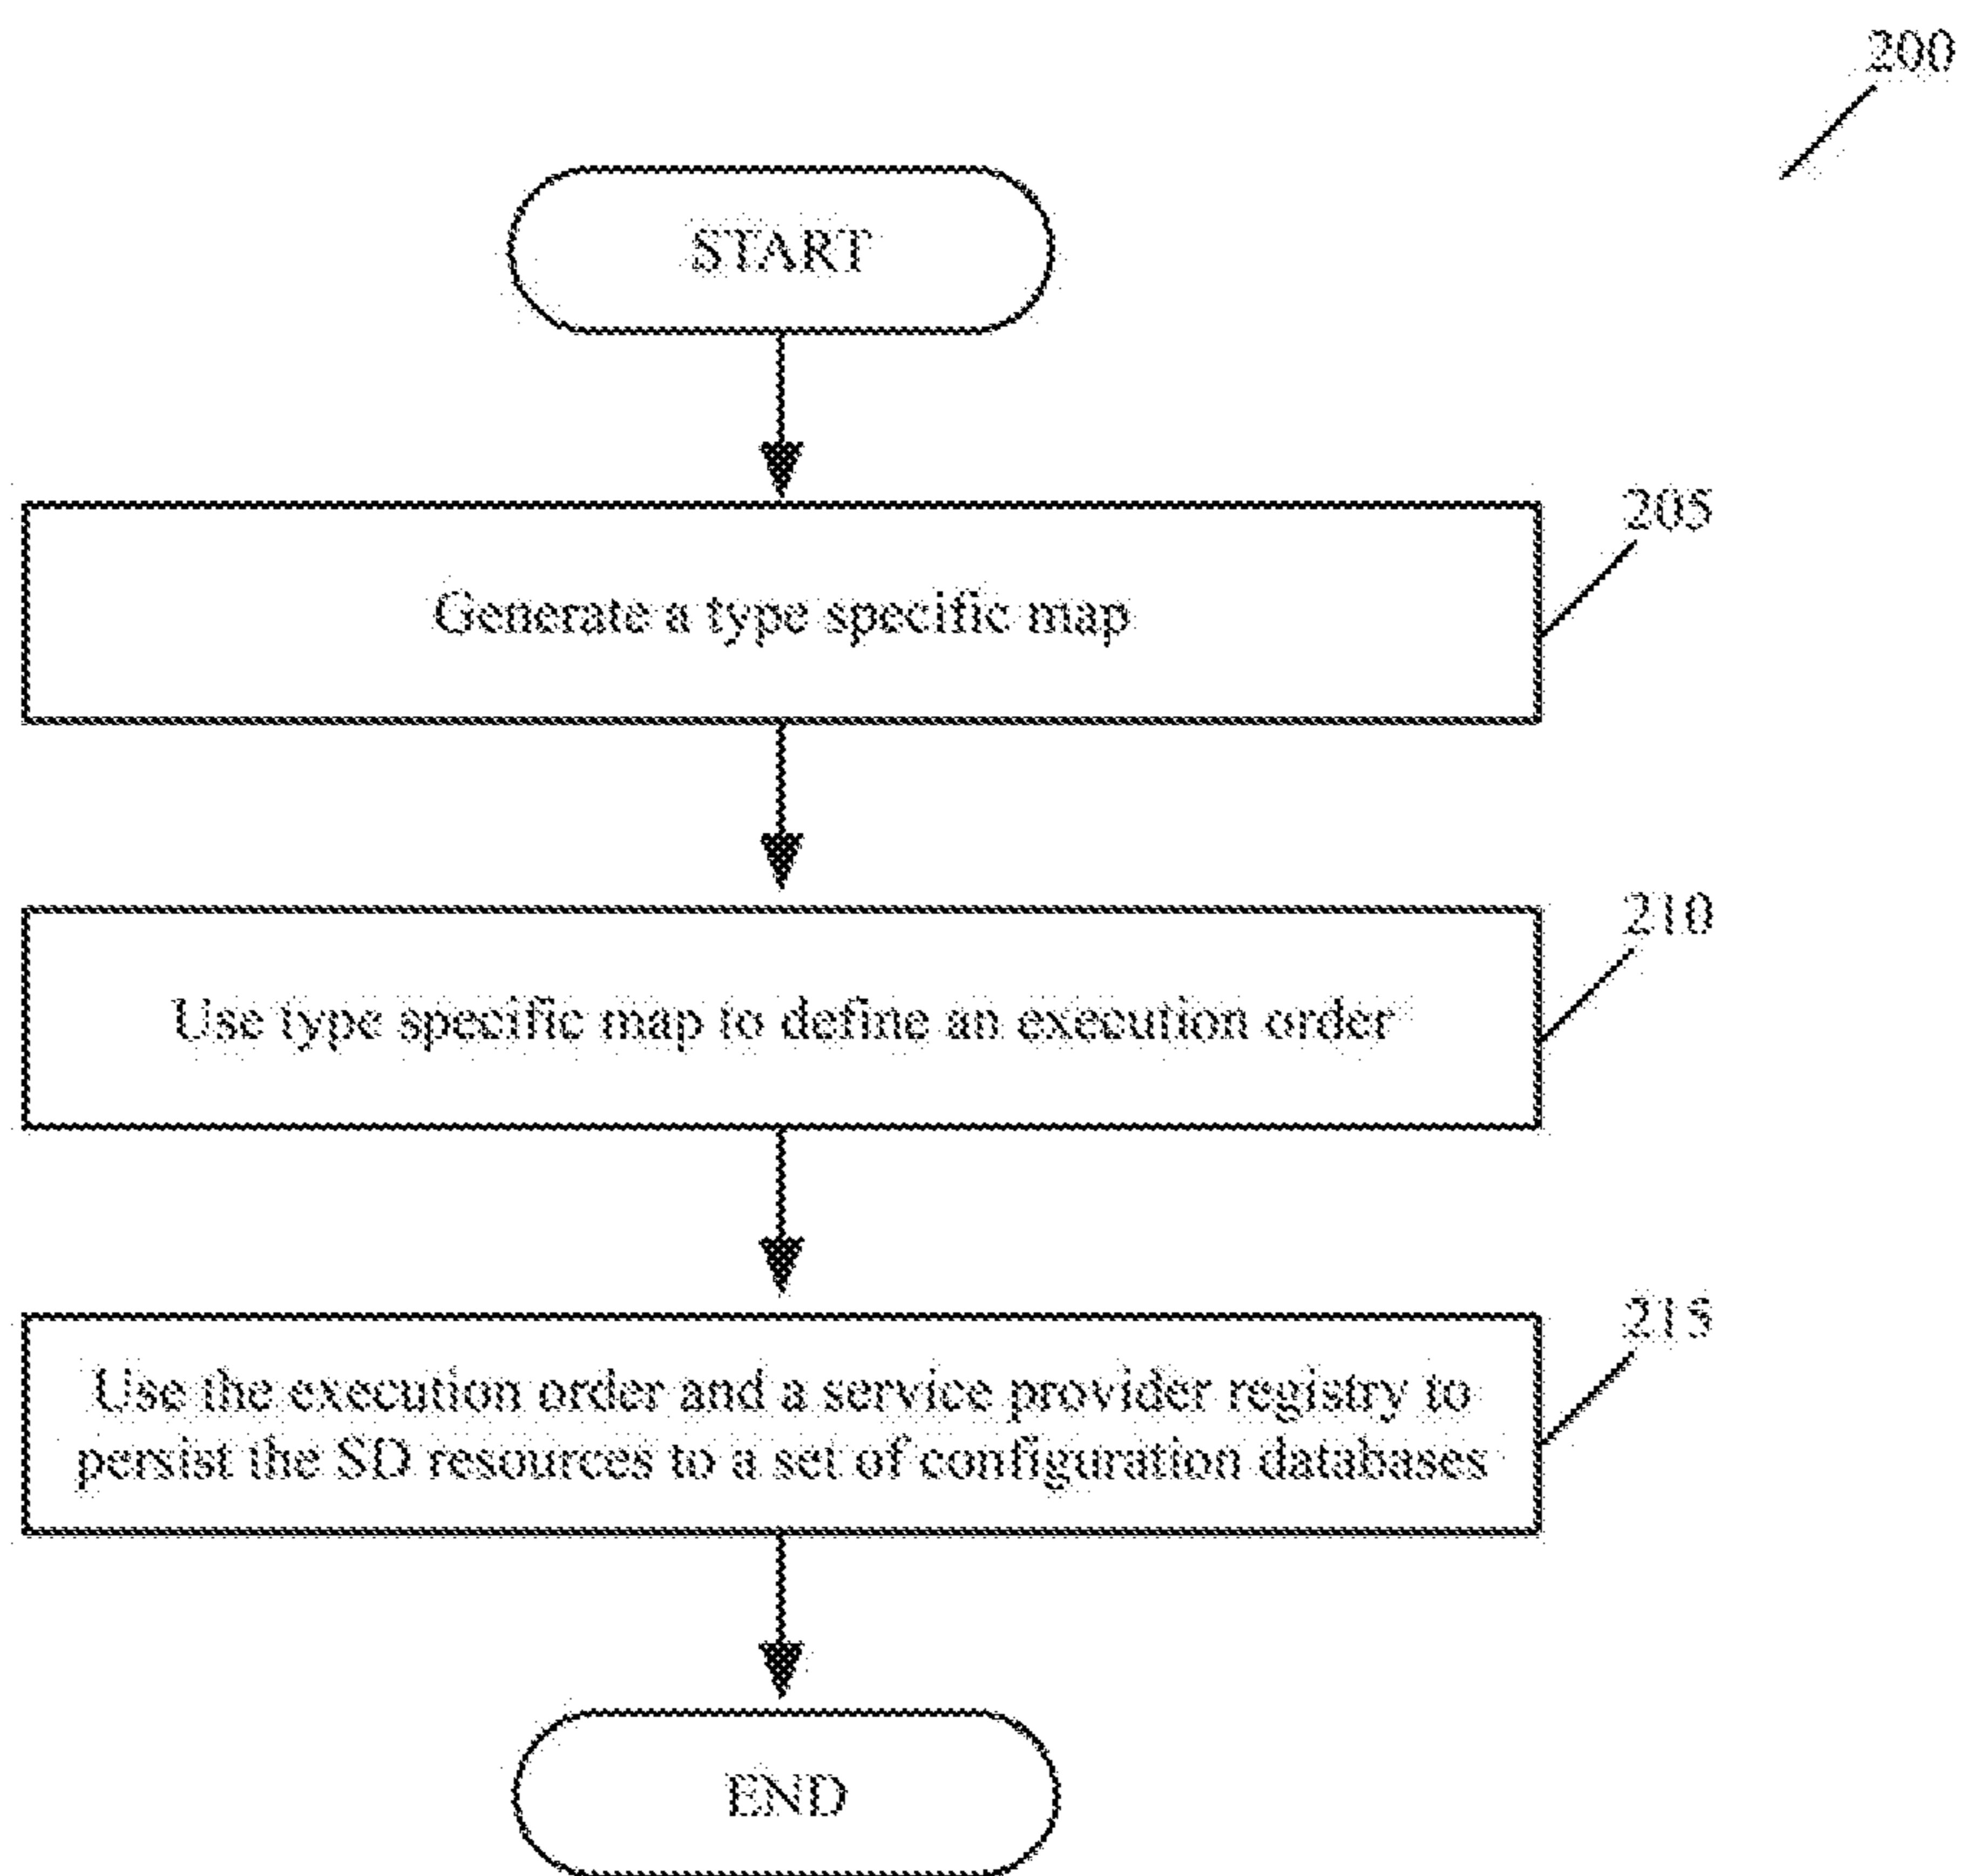 200
START
205
Generate a type specific map
210
Use type specific map to define an execution order
215
Use the execution order and a service provider registry to
persist the SD resources to a set of configuration databases
END